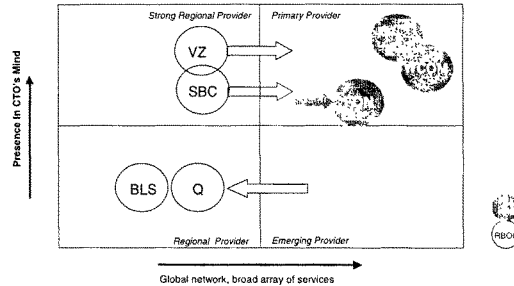 Strong Regional Provider
Primary Provider
VZ
SBC
Presence In CTO's Mind
BLS
Q
Regional Provider
Emerging Provider
Global network, broad array of services